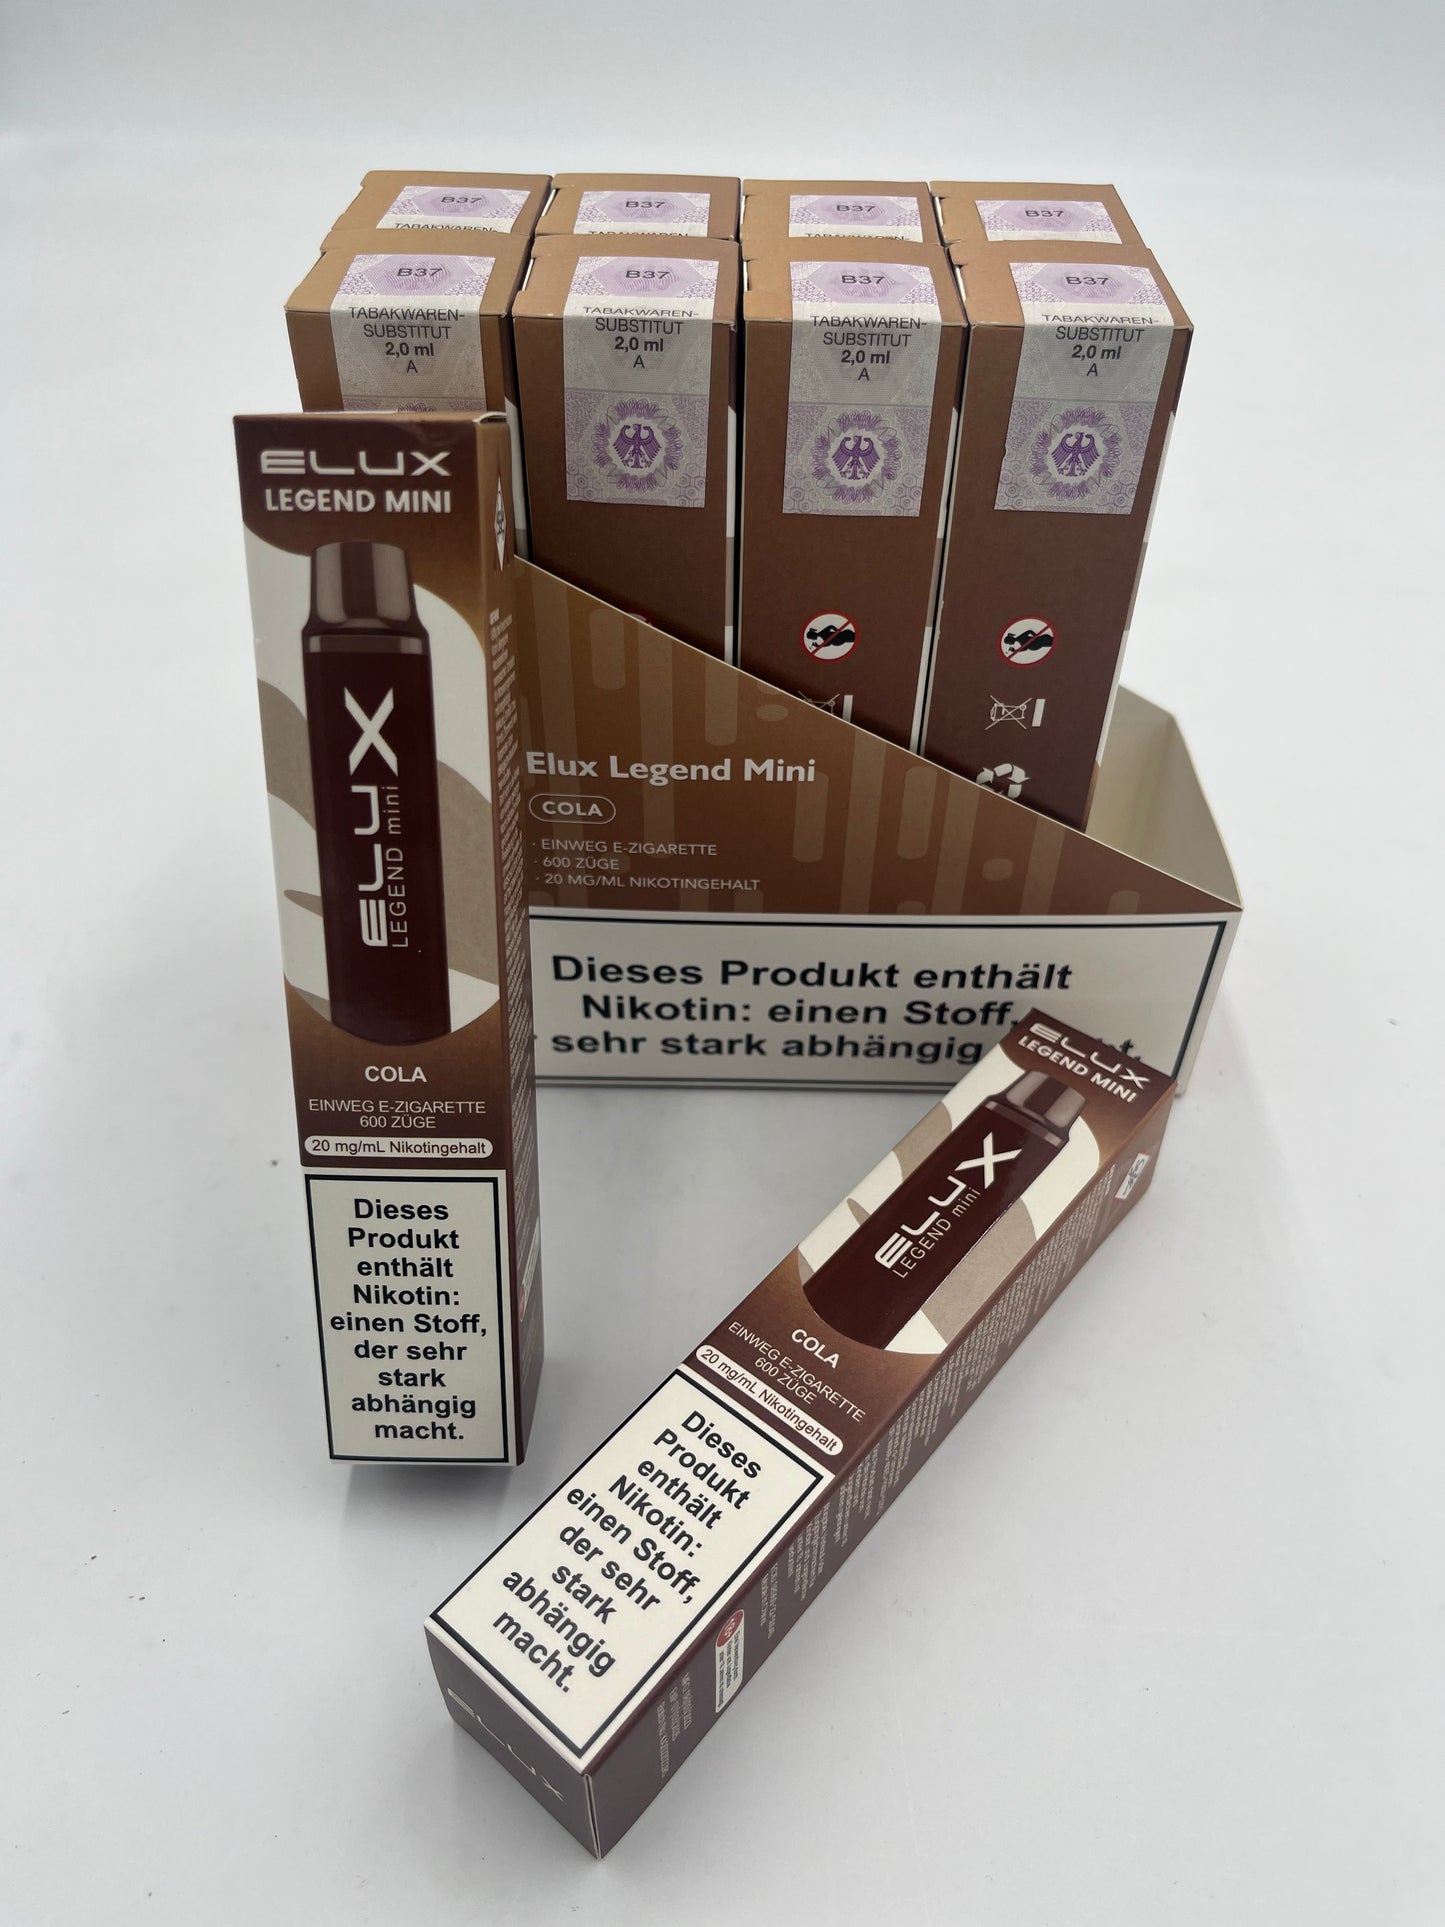 B37
TABAKWAREN-
B37
TABAKWAREN-
B37
TABAKWAREN-
B37
B37
TABAKWAREN-
SUBSTITUT
2,0 ml
A
B37
TABAKWAREN-
SUBSTITUT
2,0 ml
A
B37
TABAKWAREN-
SUBSTITUT
2,0 ml
A
B37
TABAKWAREN-
SUBSTITUT
2,0 ml
A
ELUX
LEGEND MINI
ELUX
LEGEND mini
COLA
EINWEG E-ZIGARETTE
600 ZÜGE
20 mg/mL Nikotingehalt
Dieses
Produkt
enthält
Nikotin:
einen Stoff,
der sehr
stark
abhängig
macht.
Elux Legend Mini
COLA
· EINWEG E-ZIGARETTE
· 600 ZÜGE
· 20 MG/ML NIKOTINGEHALT
Dieses Produkt enthält
Nikotin: einen Stoff,
sehr stark abhängig
ELUX
LEGEND MINI
ELUX
LEGEND mini
COLA
EINWEG E-ZIGARETTE
600 ZÜGE
20 mg/mL Nikotingehalt
Dieses
Produkt
enthält
Nikotin:
einen Stoff,
der sehr
stark
abhängig
macht.
ELUX